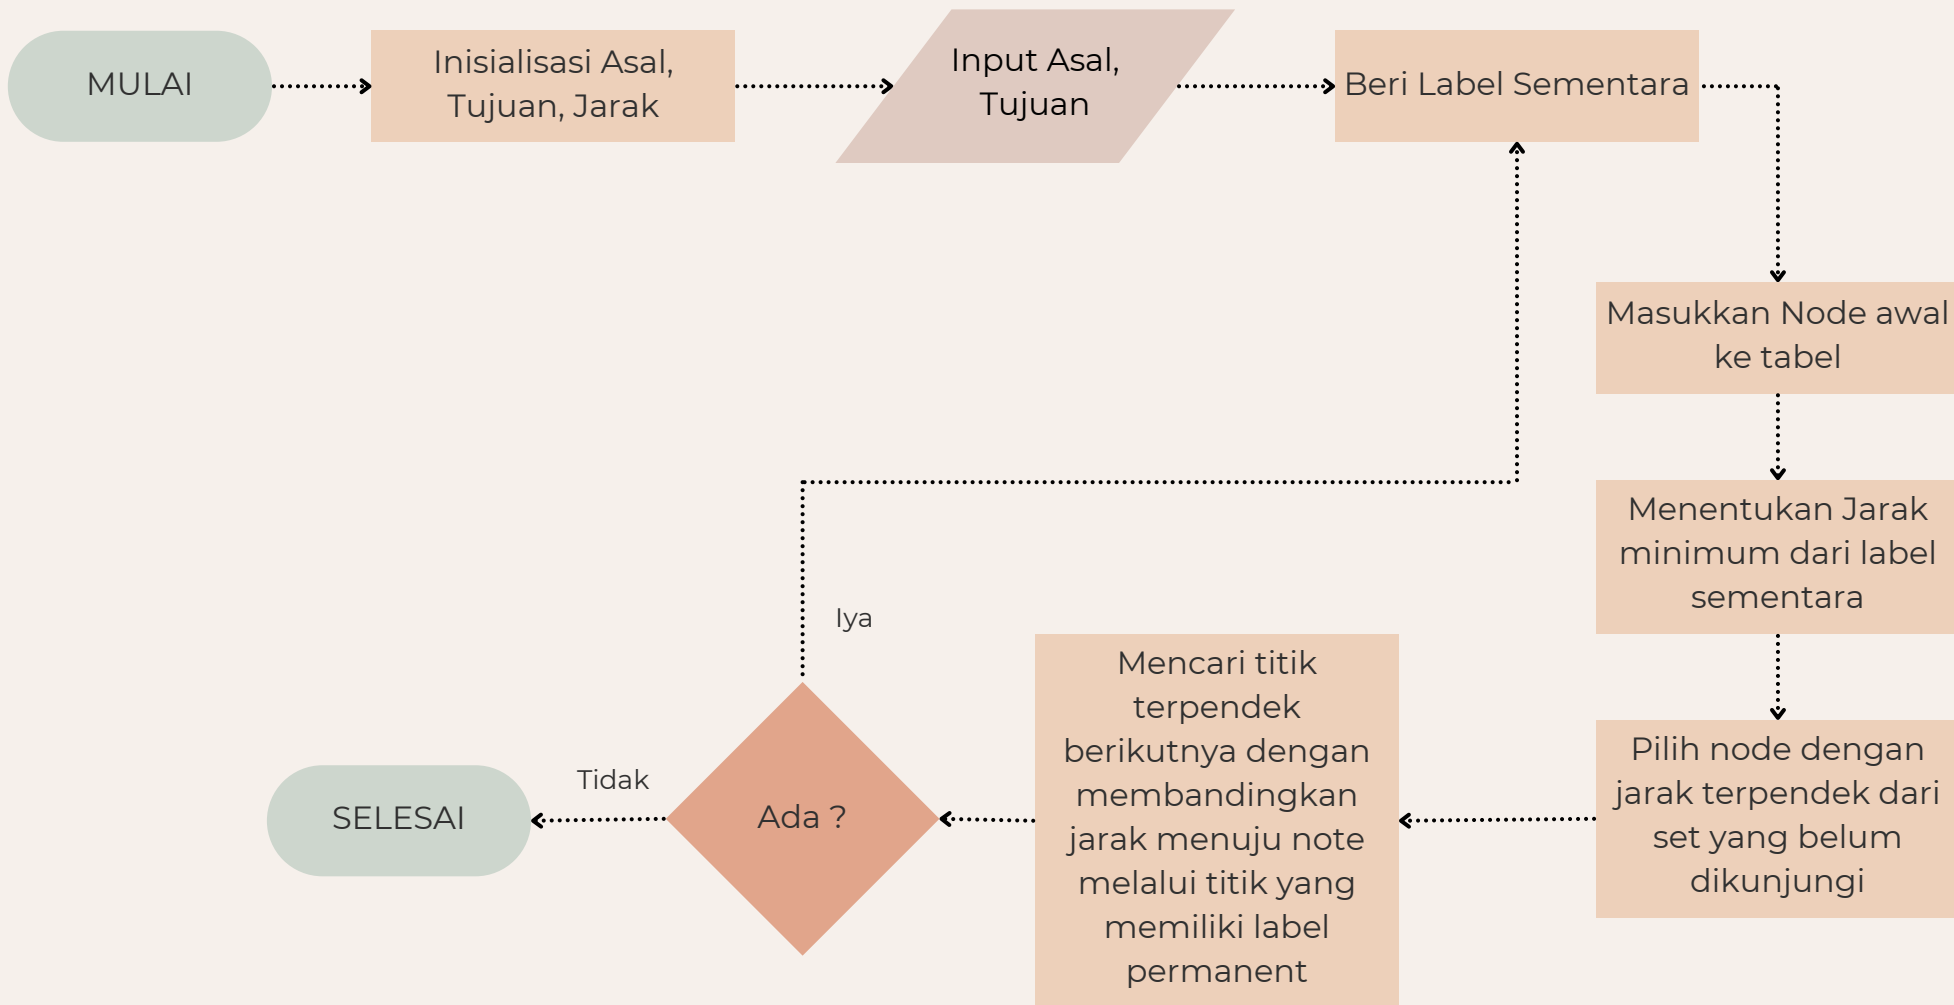 MULAI
Inisialisasi Asal,
Tujuan, Jarak
Input Asal,
Tujuan
Beri Label Sementara
Masukkan Node awal
ke tabel
Menentukan Jarak
minimum dari label
sementara
Pilih node dengan
jarak terpendek dari
set yang belum
dikunjungi
Mencari titik
terpendek
berikutnya dengan
membandingkan
jarak menuju note
melalui titik yang
memiliki label
permanent
Ada ?
Iya
Tidak
SELESAI